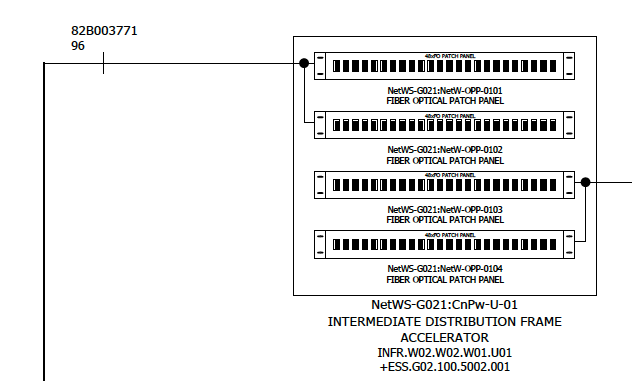 82B003771
96
48xFO PATCH PANEL
NetWS-G021:NetW-OPP-0101
FIBER OPTICAL PATCH PANEL
48xFO PATCH PANEL
NetWS-G021:NetW-OPP-0102
FIBER OPTICAL PATCH PANEL
48xFO PATCH PANEL
NetWS-G021:NetW-OPP-0103
FIBER OPTICAL PATCH PANEL
48xFO PATCH PANEL
NetWS-G021:NetW-OPP-0104
FIBER OPTICAL PATCH PANEL
NetWS-G021:CnPw-U-01
INTERMEDIATE DISTRIBUTION FRAME
ACCELERATOR
INFR.W02.W02.W01.U01
+ESS.G02.100.5002.001